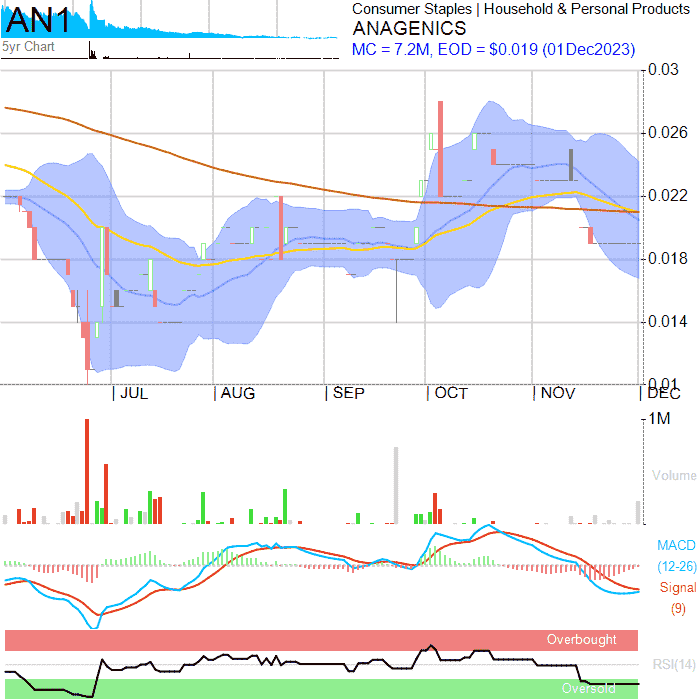 AN1
5yr Chart
Consumer Staples | Household & Personal Products
ANAGENICS
MC = 7.2M, EOD = $0.019 (01Dec2023)
0.03
0.026
0.022
0.018
0.014
0.01
JUL AUG SEP OCT NOV DEC
1M
Volume
MACD
(12-26)
Signal
(9)
Overbought
RSI(14)
Oversold